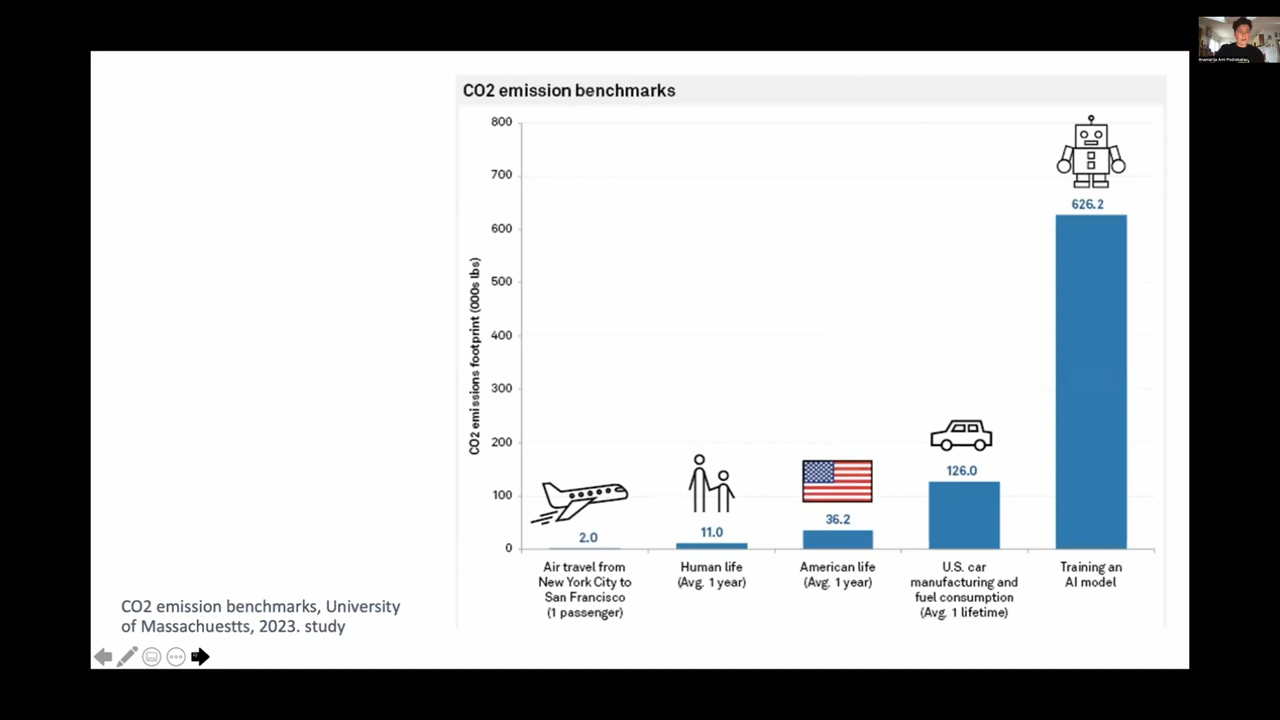 CO2 emission benchmarks
800
700
600
500
400
300
200
100
0
CO2 emissions footprint (000s lbs)
2.0
11.0
36.2
126.0
626.2
Air travel from
New York City to
San Francisco
(1 passenger)
Human life
(Avg. 1 year)
American life
(Avg. 1 year)
U.S. car
manufacturing and
fuel consumption
(Avg. 1 lifetime)
Training an
AI model
CO2 emission benchmarks, University
of Massachuestts, 2023. study